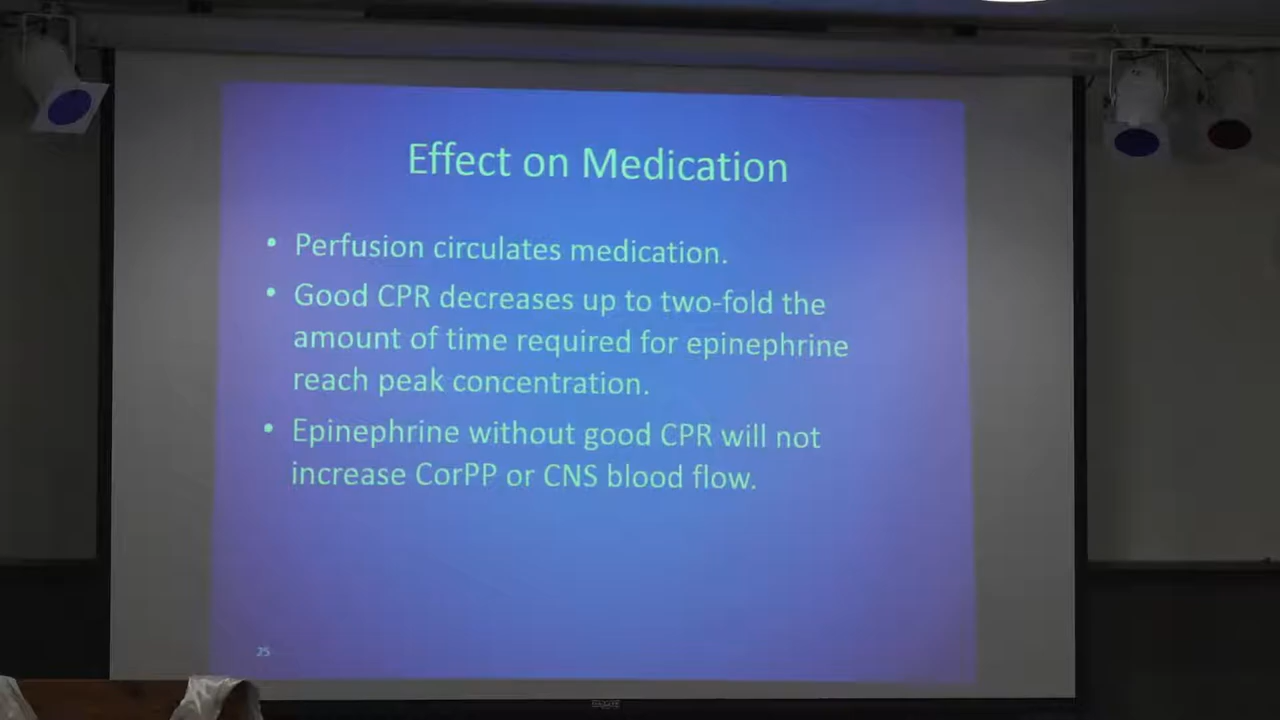 Effect on Medication
• Perfusion circulates medication.
• Good CPR decreases up to two-fold the
amount of time required for epinephrine
reach peak concentration.
• Epinephrine without good CPR will not
increase CorPP or CNS blood flow.
25